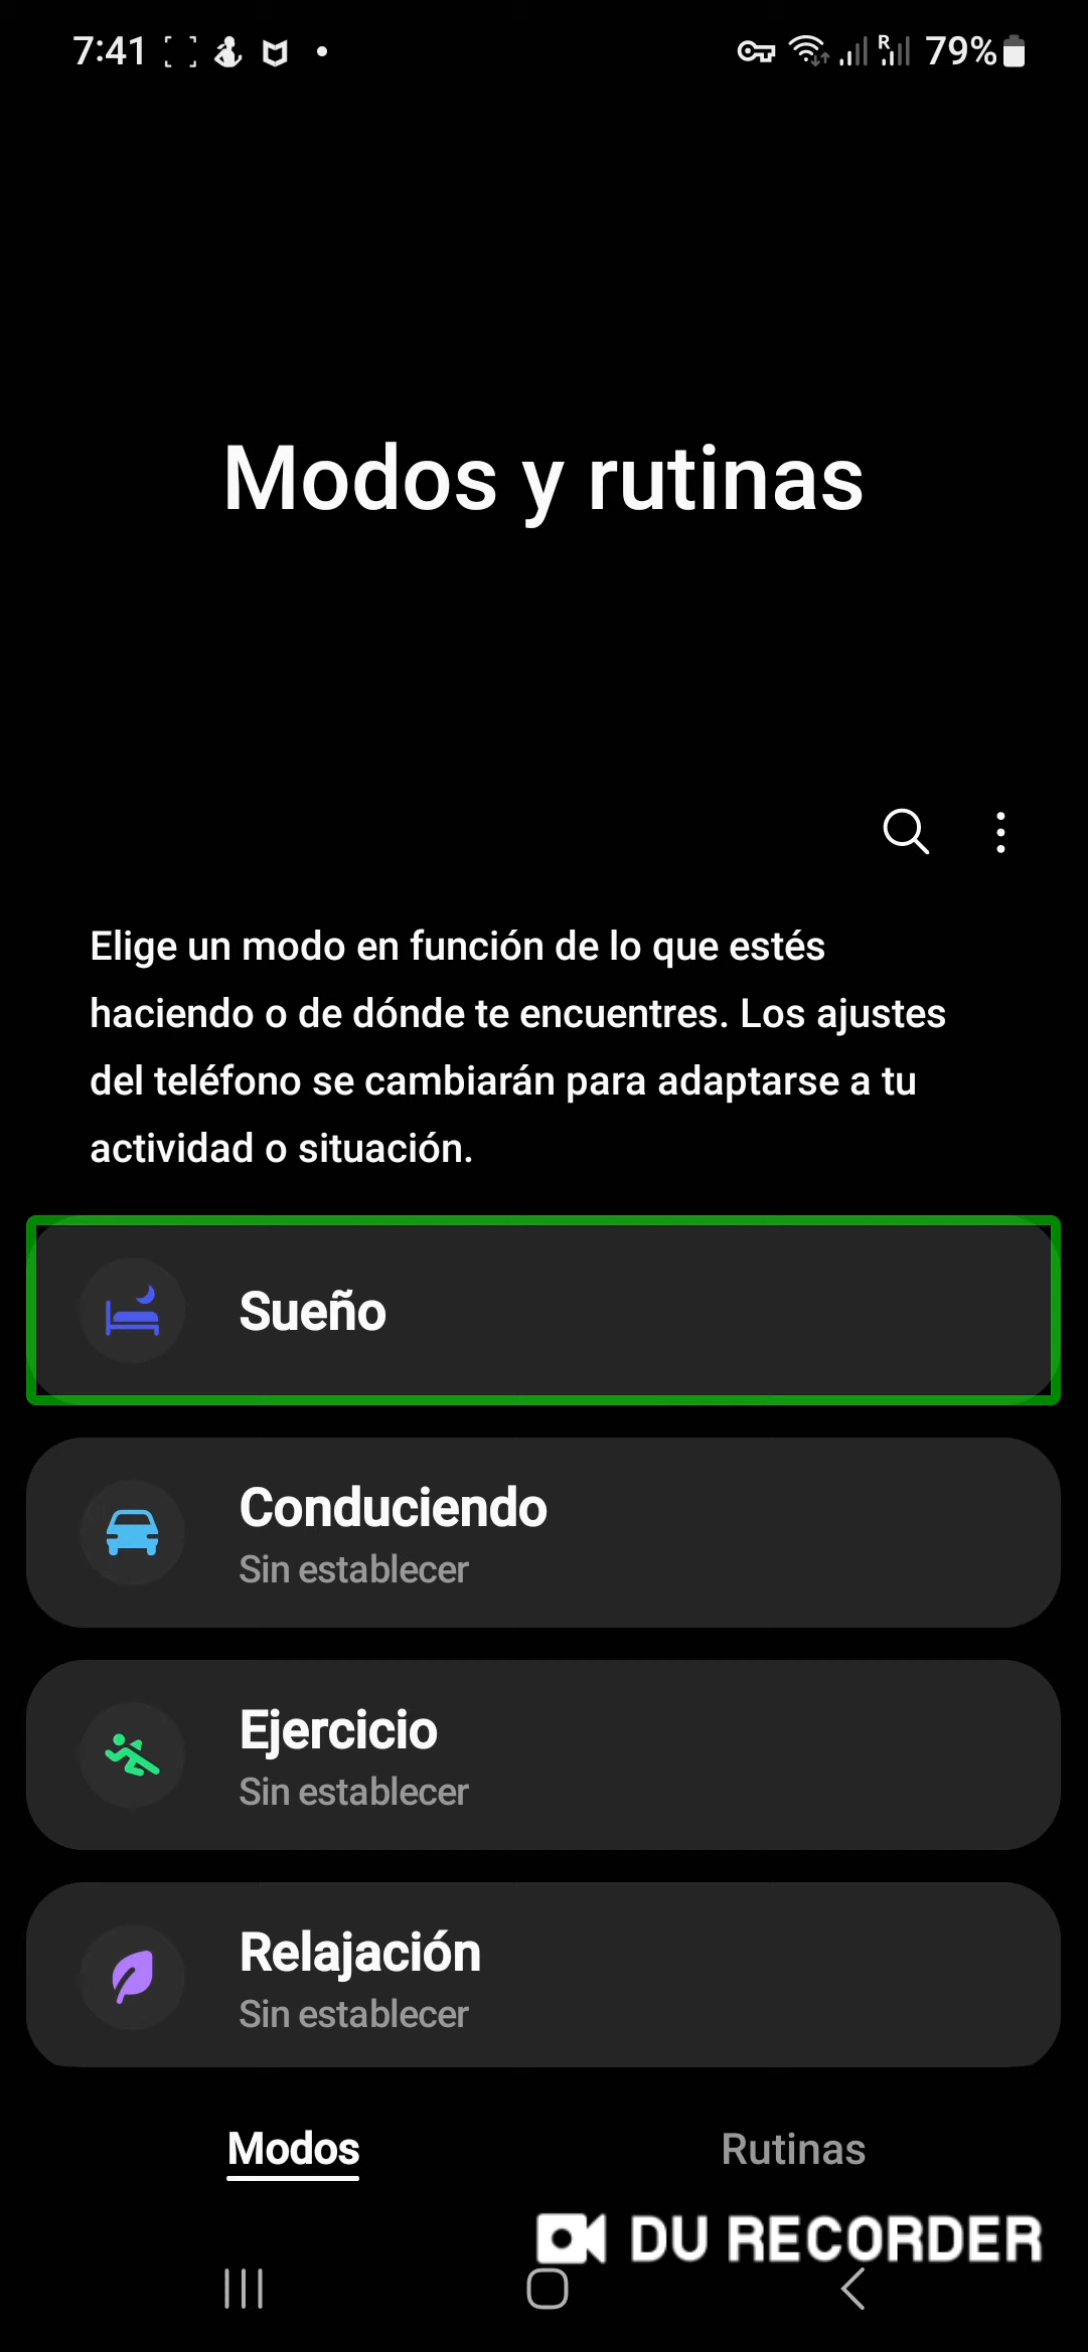 7:41
R 79%
Modos y rutinas
Elige un modo en función de lo que estés
haciendo o de dónde te encuentres. Los ajustes
del teléfono se cambiarán para adaptarse a tu
actividad o situación.
Sueño
Conduciendo
Sin establecer
Ejercicio
Sin establecer
Relajación
Sin establecer
Modos
Rutinas
DU RECORDER